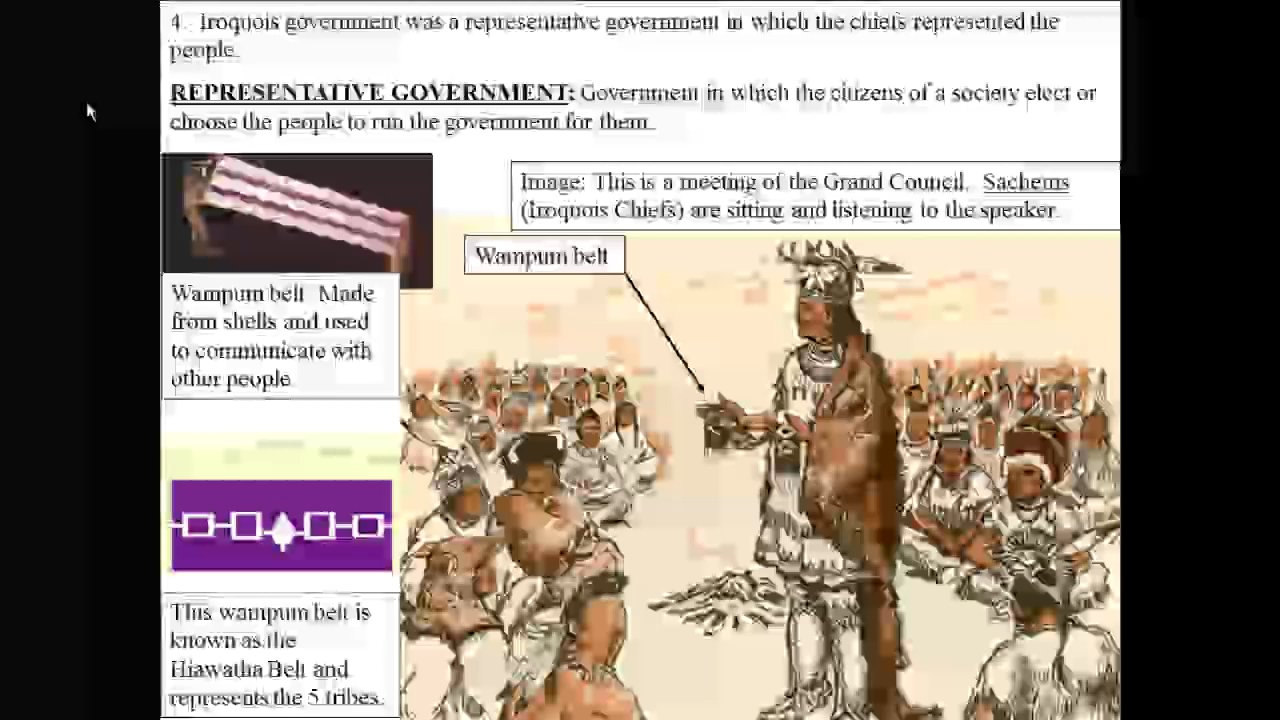 4. Iroquois government was a representative government in which the chiefs represented the
people.
REPRESENTATIVE GOVERNMENT: Government in which the citizens of a society elect or
choose the people to run the government for them.
Image: This is a meeting of the Grand Council. Sachems
(Iroquois Chiefs) are sitting and listening to the speaker.
Wampum belt
Wampum belt Made
from shells and used
to communicate with
other people
This wampum belt is
known as the
Hiawatha Belt and
represents the 5 tribes.